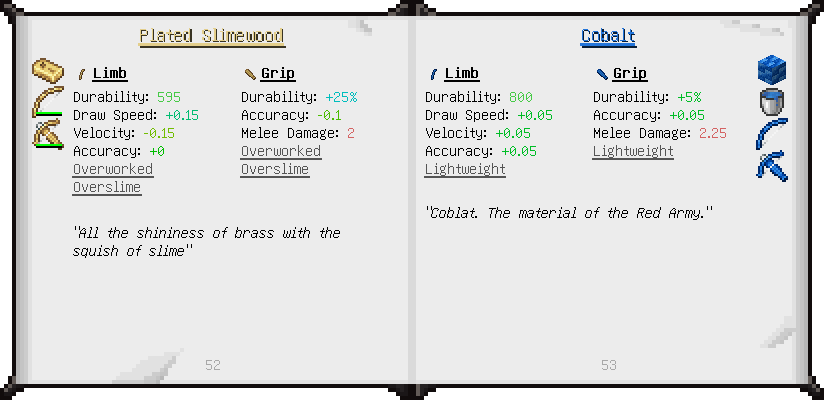 Plated Slimewood
Limb
Durability: 595
Draw Speed: +0.15
Velocity: -0.15
Accuracy: +0
Overworked
Overslime
Grip
Durability: +25%
Accuracy: -0.1
Melee Damage: 2
Overworked
Overslime
"All the shininess of brass with the
squish of slime"
52
Cobalt
Limb
Durability: 800
Draw Speed: +0.05
Velocity: +0.05
Accuracy: +0.05
Lightweight
Grip
Durability: +5%
Accuracy: +0.05
Melee Damage: 2.25
Lightweight
"Coblat. The material of the Red Army."
53